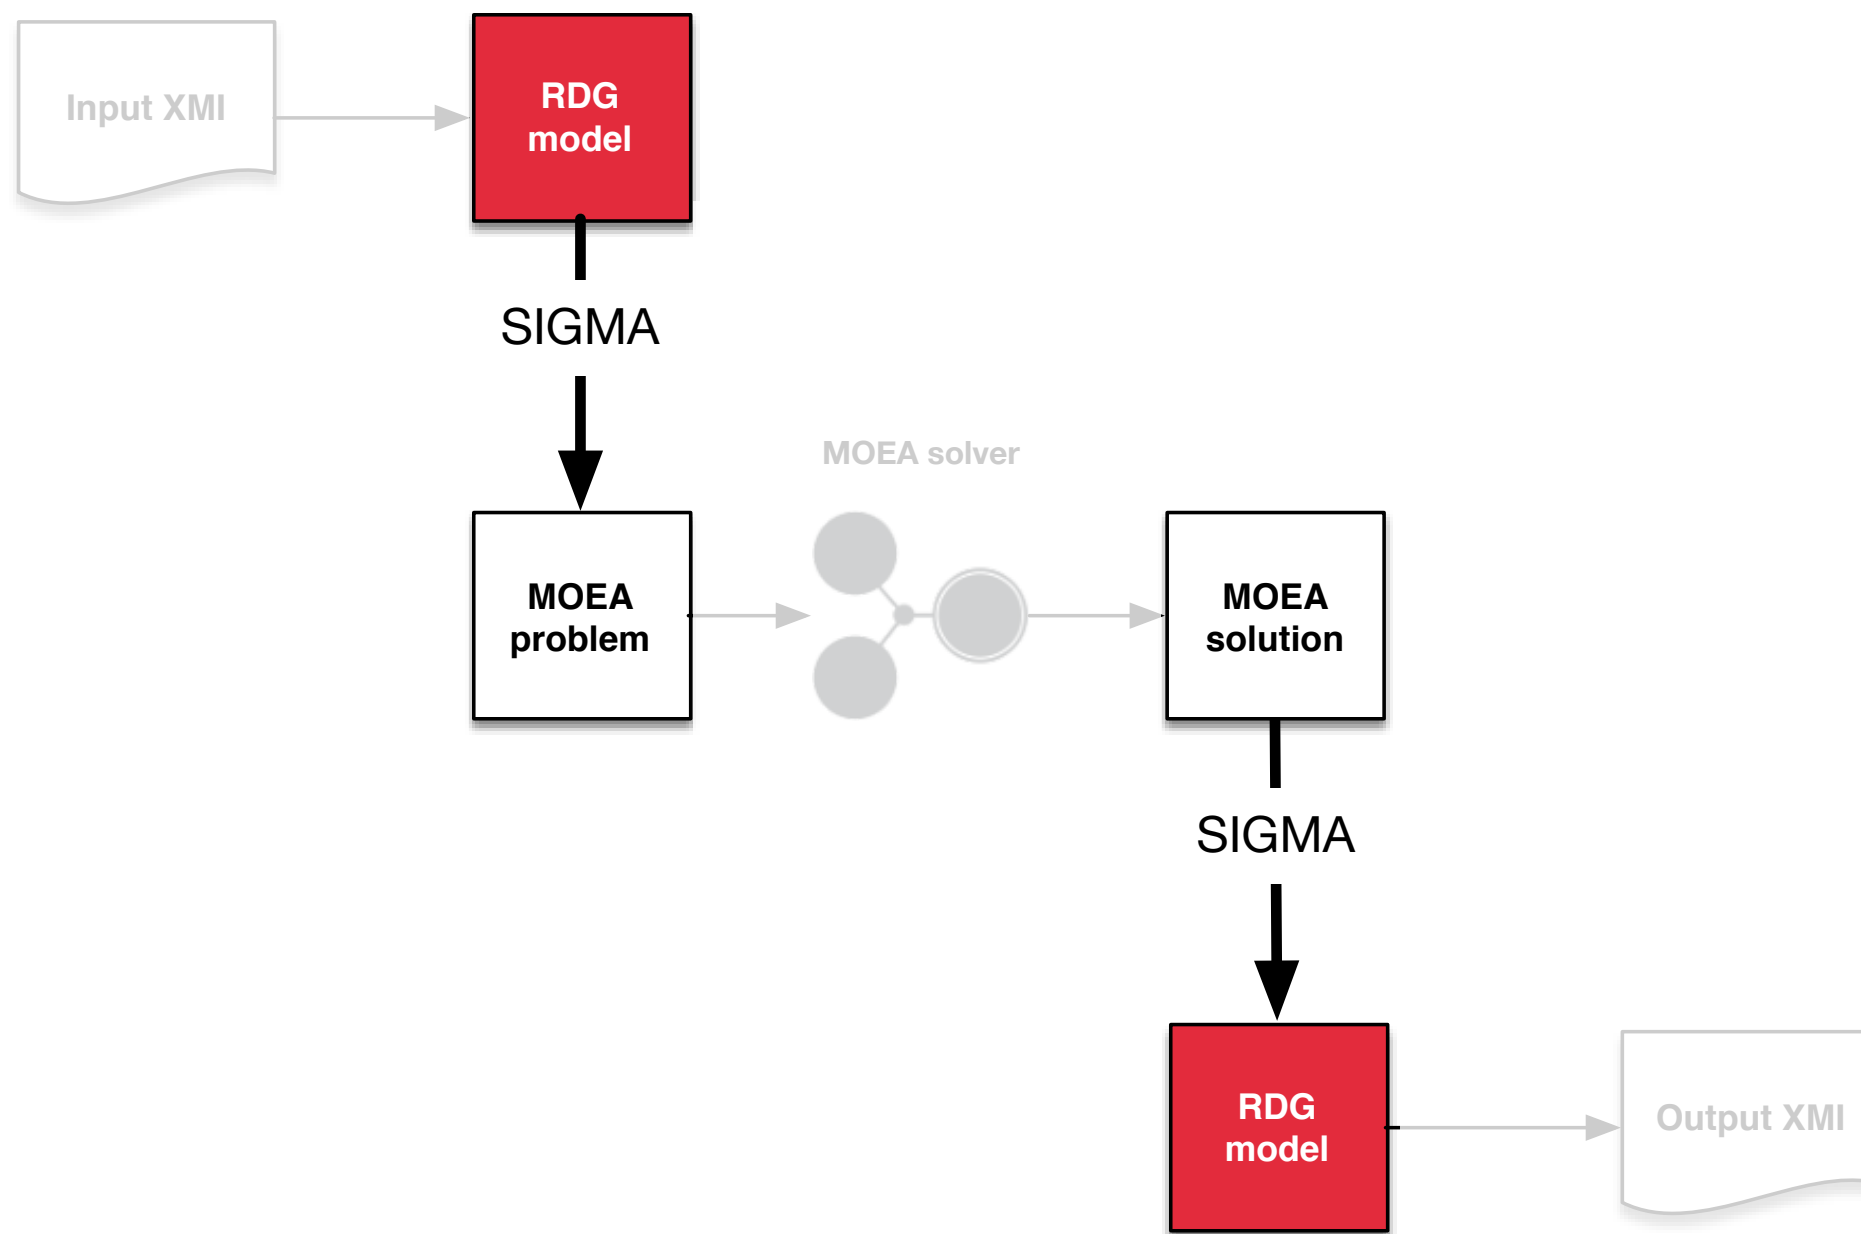 Input XMI
RDG
model
SIGMA
MOEA solver
MOEA
problem
MOEA
solution
SIGMA
RDG
model
Output XMI